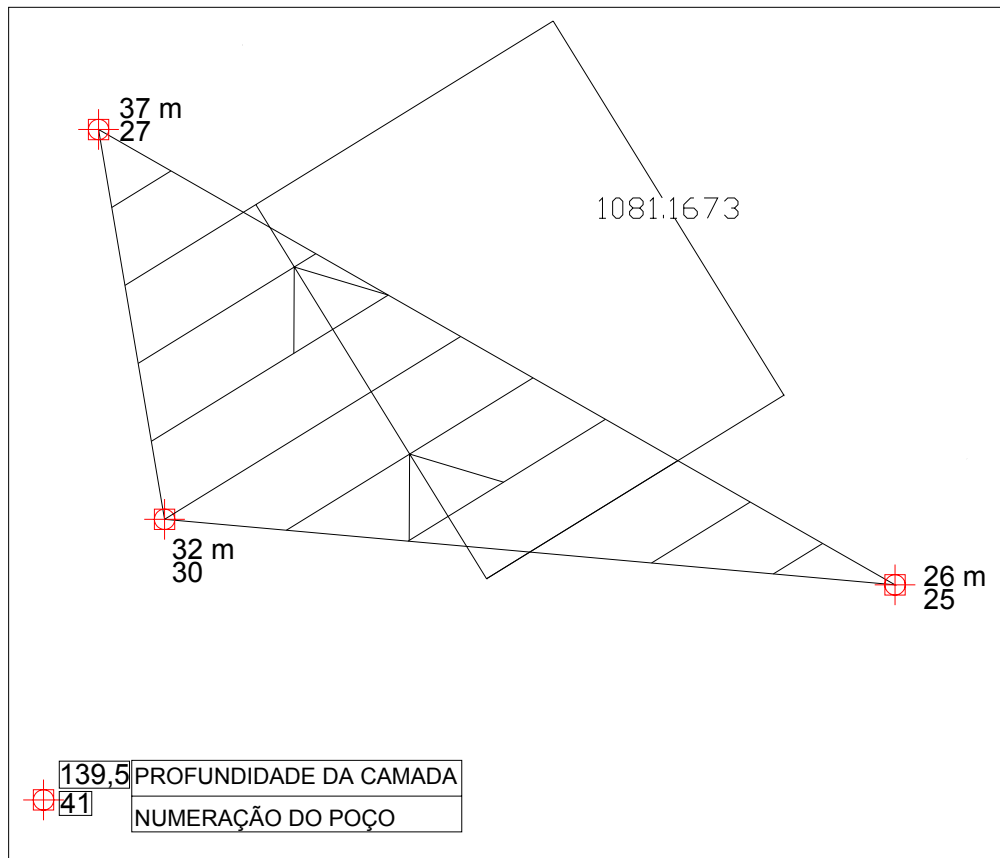 37 m
27
1081.1673
32 m
30
26 m
25
139,5 PROFUNDIDADE DA CAMADA
41
NUMERAÇÃO DO POÇO